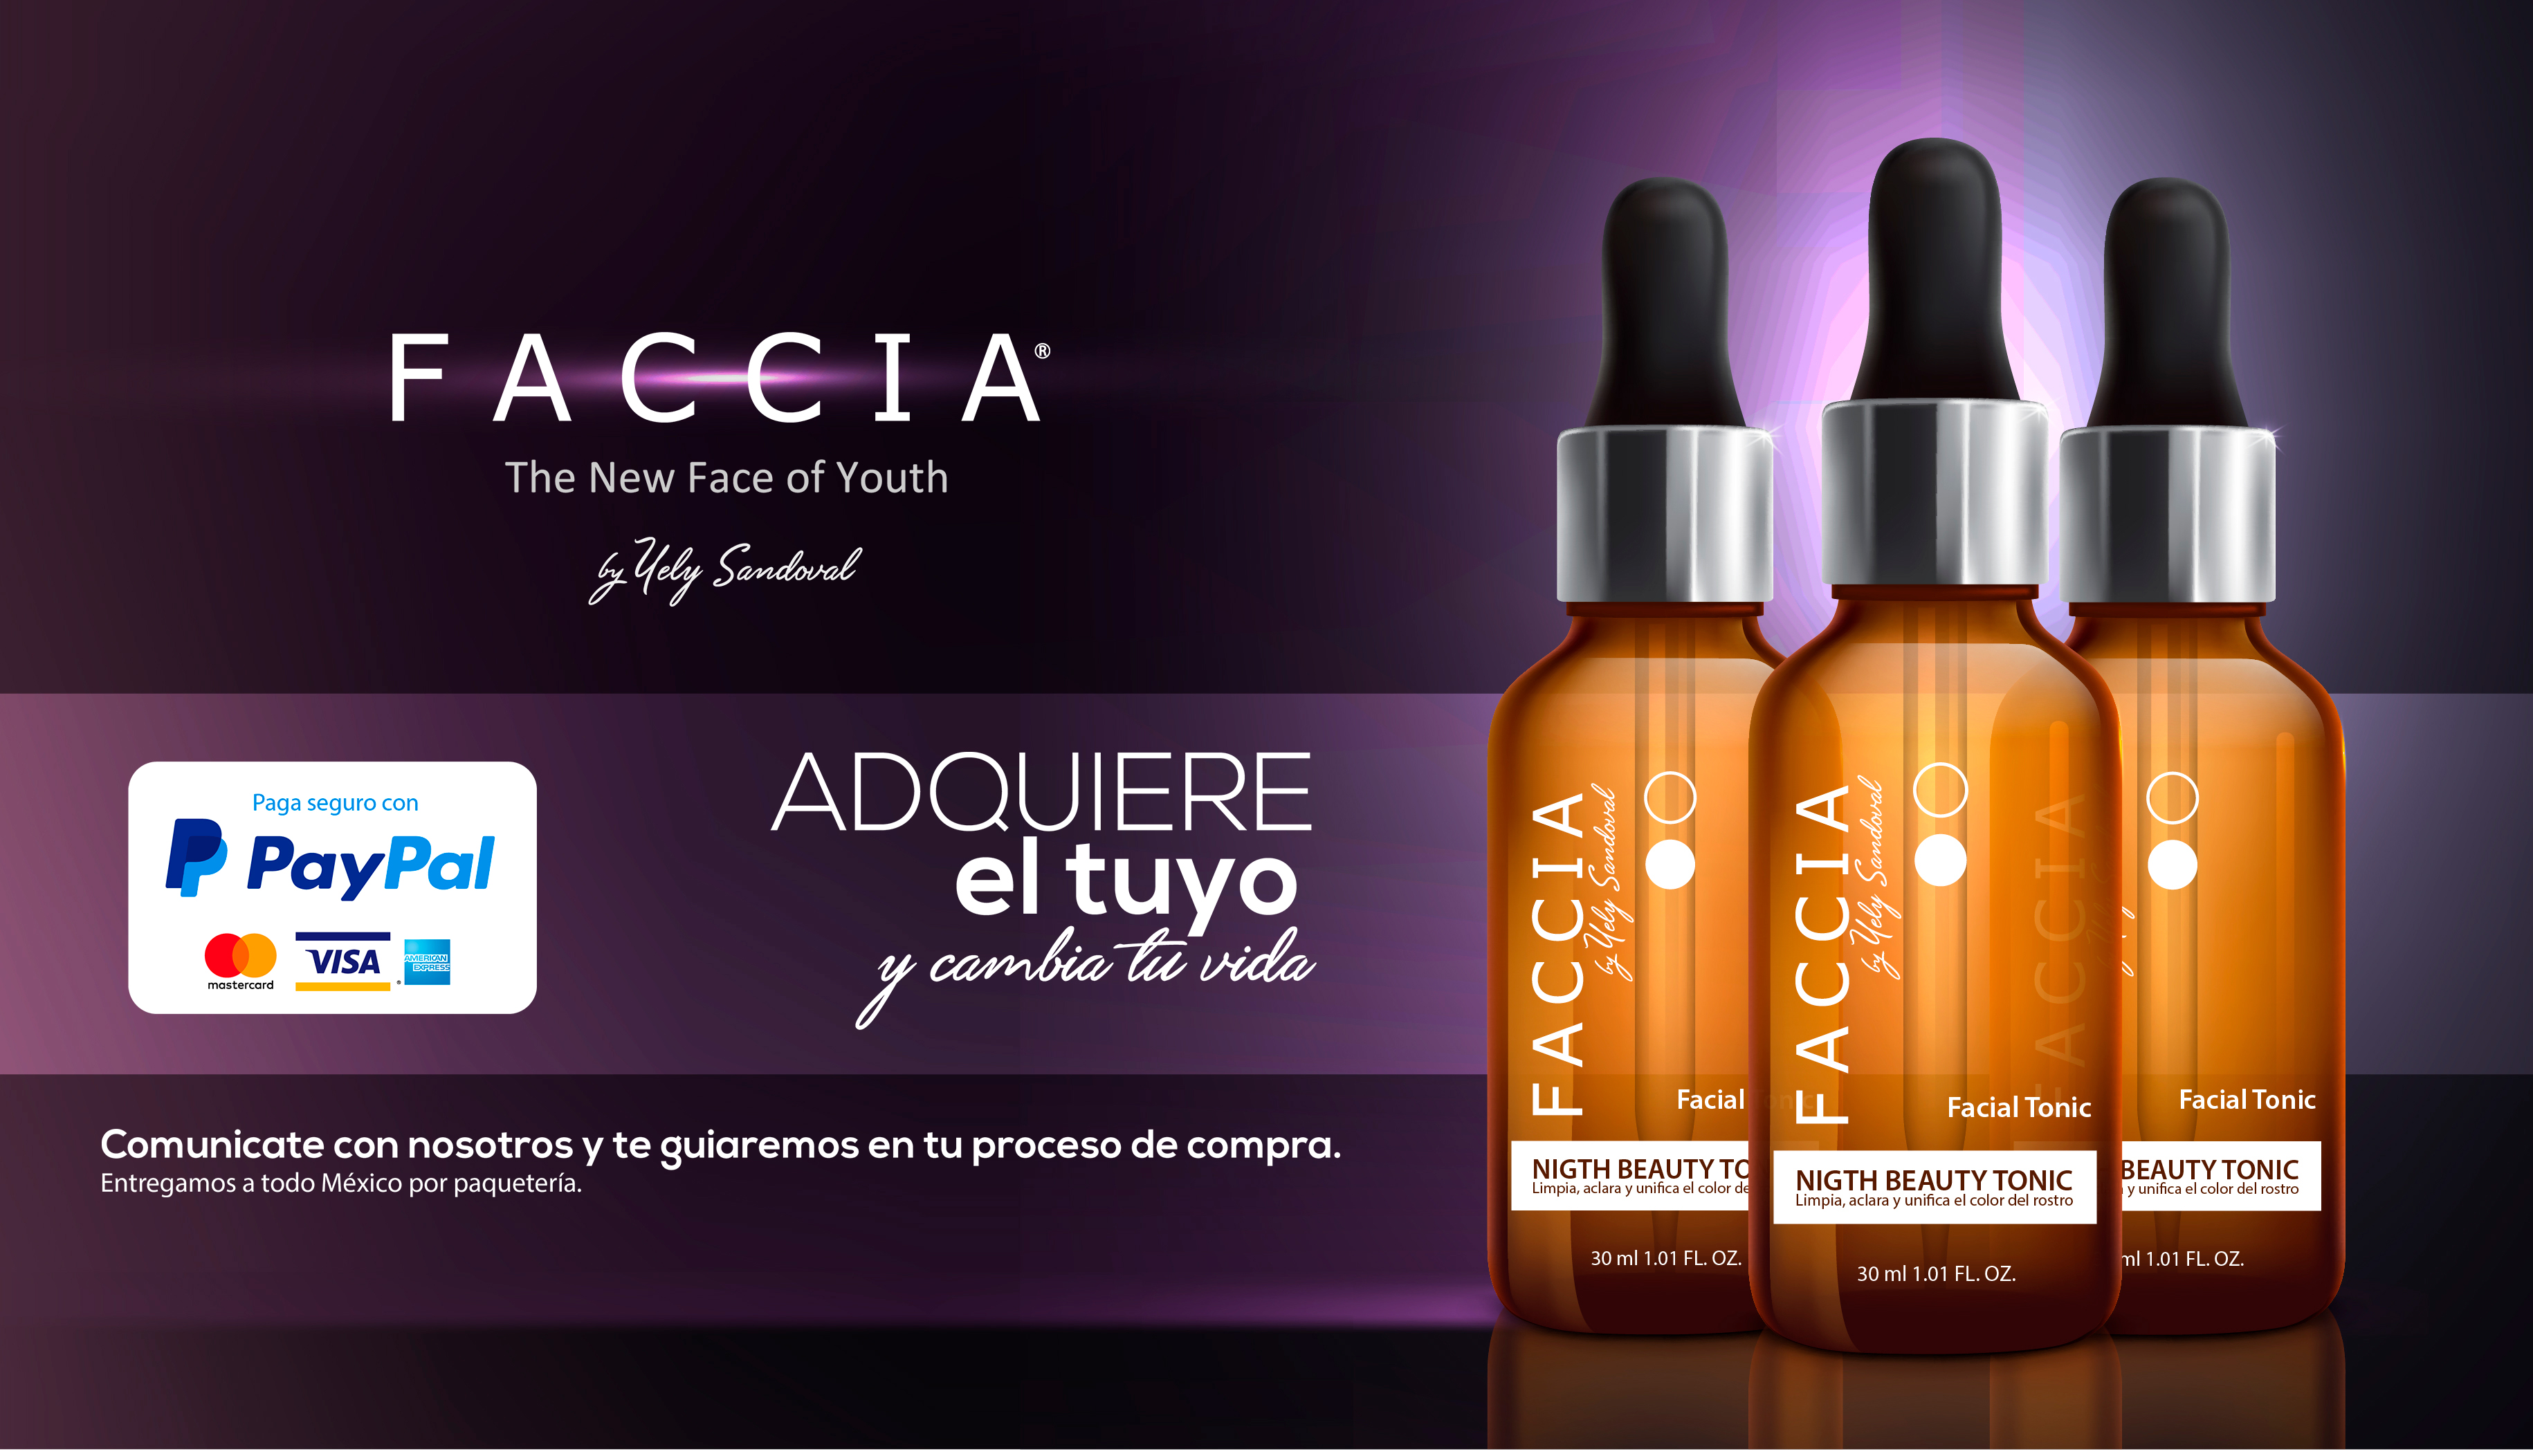 FACCIA®
The New Face of Youth
by Yely Sandoval
Paga seguro con
PayPal
mastercard
VISA
AMERICAN
EXPRESS
ADQUIERE
el tuyo
y cambia tu vida
Comunicate con nosotros y te guiaremos en tu proceso de compra.
Entregamos a todo México por paquetería.
FACCIA
by Yely Sandoval
Facial
NIGTH BEAUTY TO
Limpia, aclara y unifica el color de
30 ml 1.01 FL. OZ.
FACCIA
by Yely Sandoval
Facial Tonic
NIGTH BEAUTY TONIC
Limpia, aclara y unifica el color del rostro
30 ml 1.01 FL. OZ.
FACCIA
Facial Tonic
BEAUTY TONIC
y unifica el color del rostro
ml 1.01 FL. OZ.